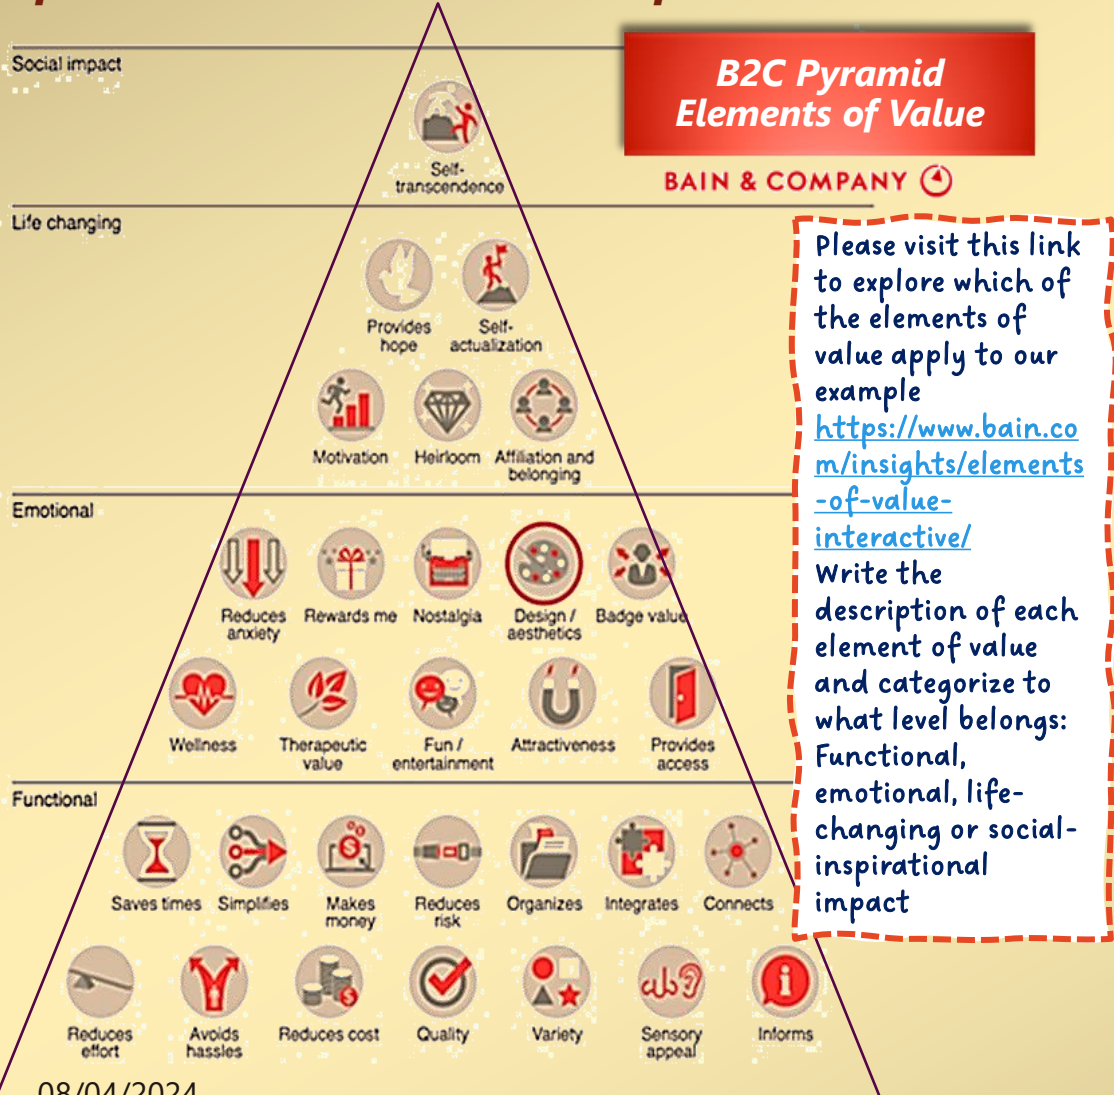 Social impact
B2C Pyramid
Elements of Value
BAIN & COMPANY
Self-
transcendence
Life changing
Provides
hope
Self-
actualization
Motivation
Heirloom
Affiliation and
belonging
Emotional
Reduces
anxiety
Rewards me
Nostalgia
Design /
aesthetics
Badge value
Wellness
Therapeutic
value
Fun /
entertainment
Attractiveness
Provides
access
Functional
Saves times
Simplifies
Makes
money
Reduces
risk
Organizes
Integrates
Connects
Reduces
effort
Avoids
hassles
Reduces cost
Quality
Variety
Sensory
appeal
Informs
Please visit this link
to explore which of
the elements of
value apply to our
example
https://www.bain.co
m/insights/elements
-of-value-
interactive/
Write the
description of each
element of value
and categorize to
what level belongs:
Functional,
emotional, life-
changing or social-
inspirational
impact
08/04/2024